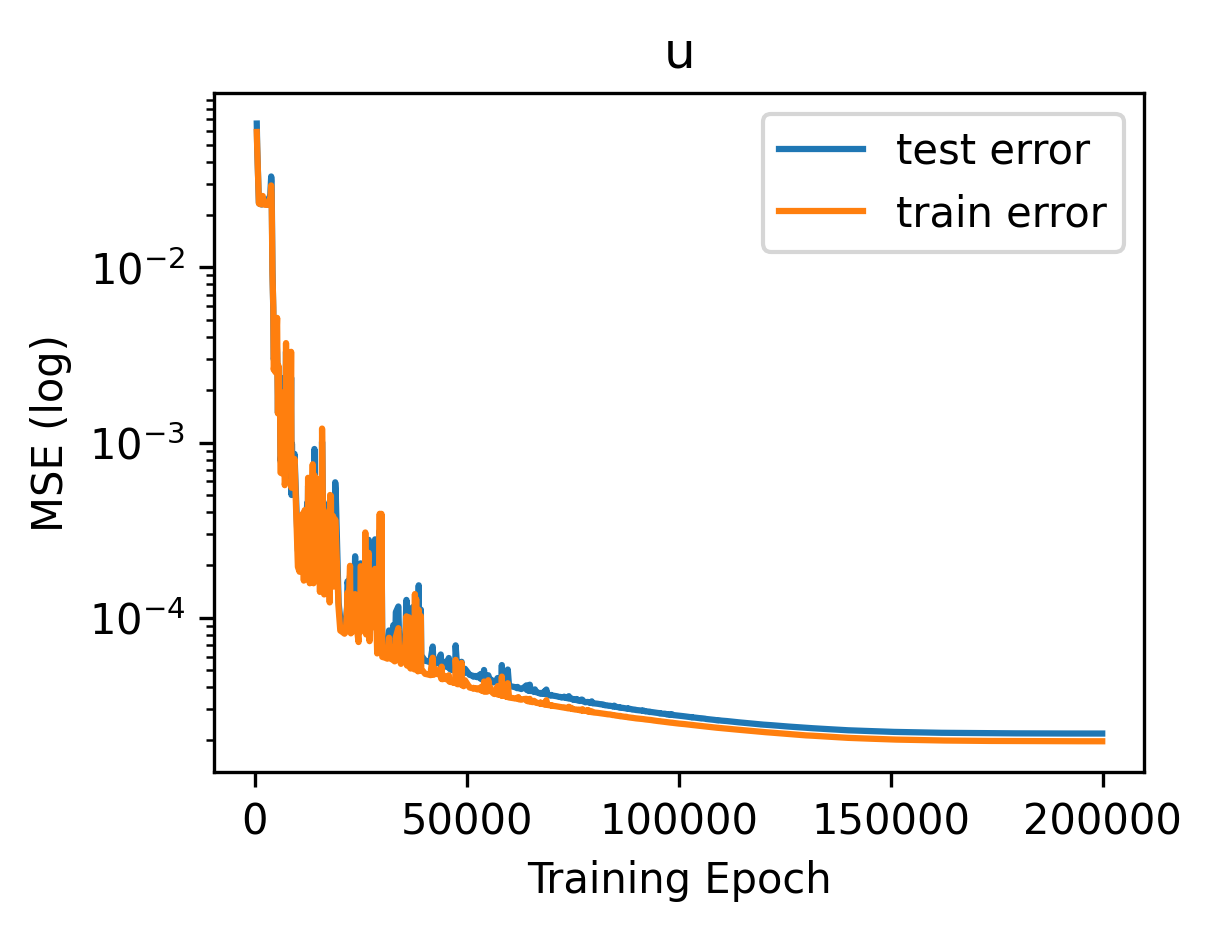 u
test error
train error
10⁻²
10⁻³
10⁻⁴
MSE (log)
0 50000 100000 150000 200000
Training Epoch